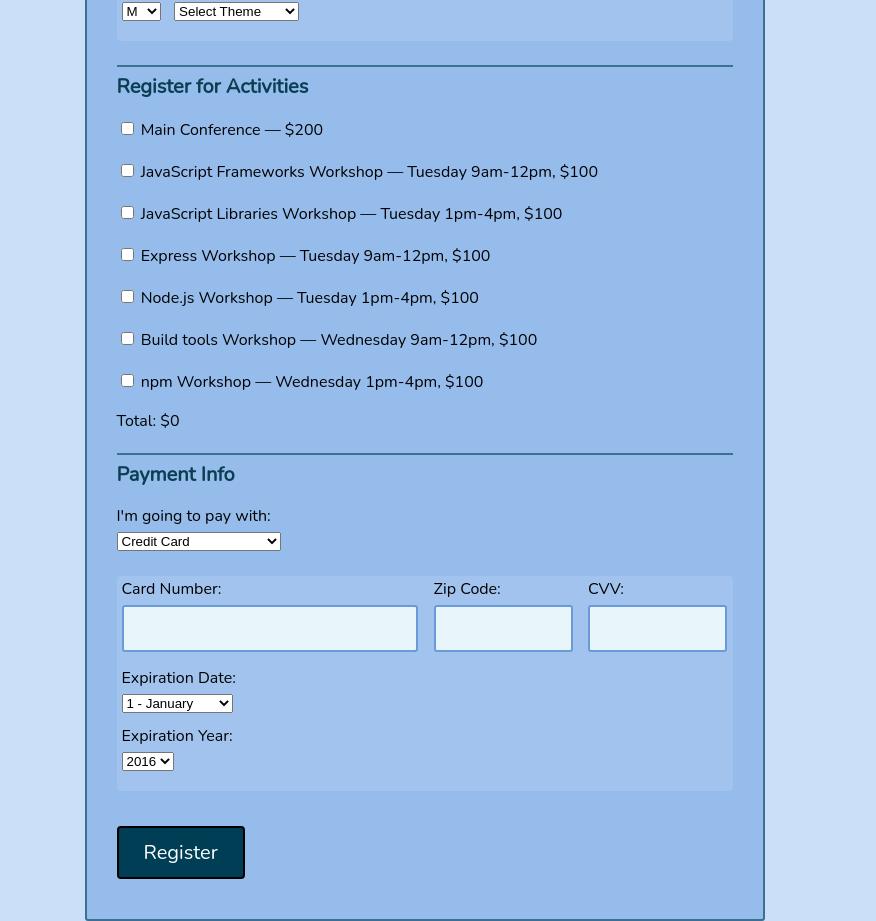 M Select Theme
Register for Activities
Main Conference — $200
JavaScript Frameworks Workshop — Tuesday 9am-12pm, $100
JavaScript Libraries Workshop — Tuesday 1pm-4pm, $100
Express Workshop — Tuesday 9am-12pm, $100
Node.js Workshop — Tuesday 1pm-4pm, $100
Build tools Workshop — Wednesday 9am-12pm, $100
npm Workshop — Wednesday 1pm-4pm, $100
Total: $0
Payment Info
I'm going to pay with:
Credit Card
Card Number: Zip Code: CVV:
Expiration Date:
1 - January
Expiration Year:
2016
Register